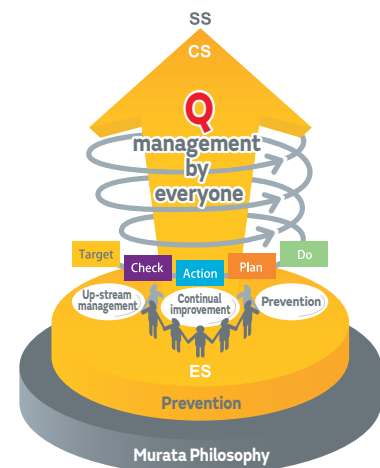 SS
CS
Q
management
by
everyone
Target
Check
Action
Plan
Do
Up-stream
management
Continual
improvement
Prevention
ES
Prevention
Murata Philosophy